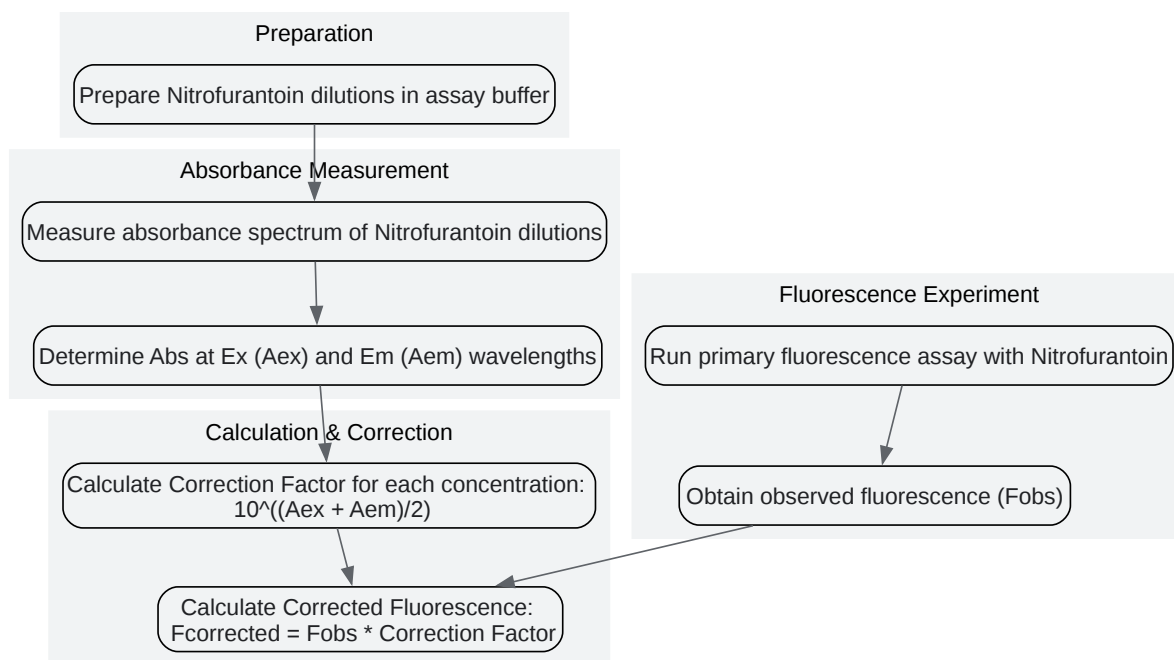 Preparation
Prepare Nitrofurantoin dilutions in assay buffer
Absorbance Measurement
Measure absorbance spectrum of Nitrofurantoin dilutions
Determine Abs at Ex (Aex) and Em (Aem) wavelengths
Fluorescence Experiment
Run primary fluorescence assay with Nitrofurantoin
Obtain observed fluorescence (Fobs)
Calculation & Correction
Calculate Correction Factor for each concentration:
10^((Aex + Aem)/2)
Calculate Corrected Fluorescence:
Fcorrected = Fobs * Correction Factor